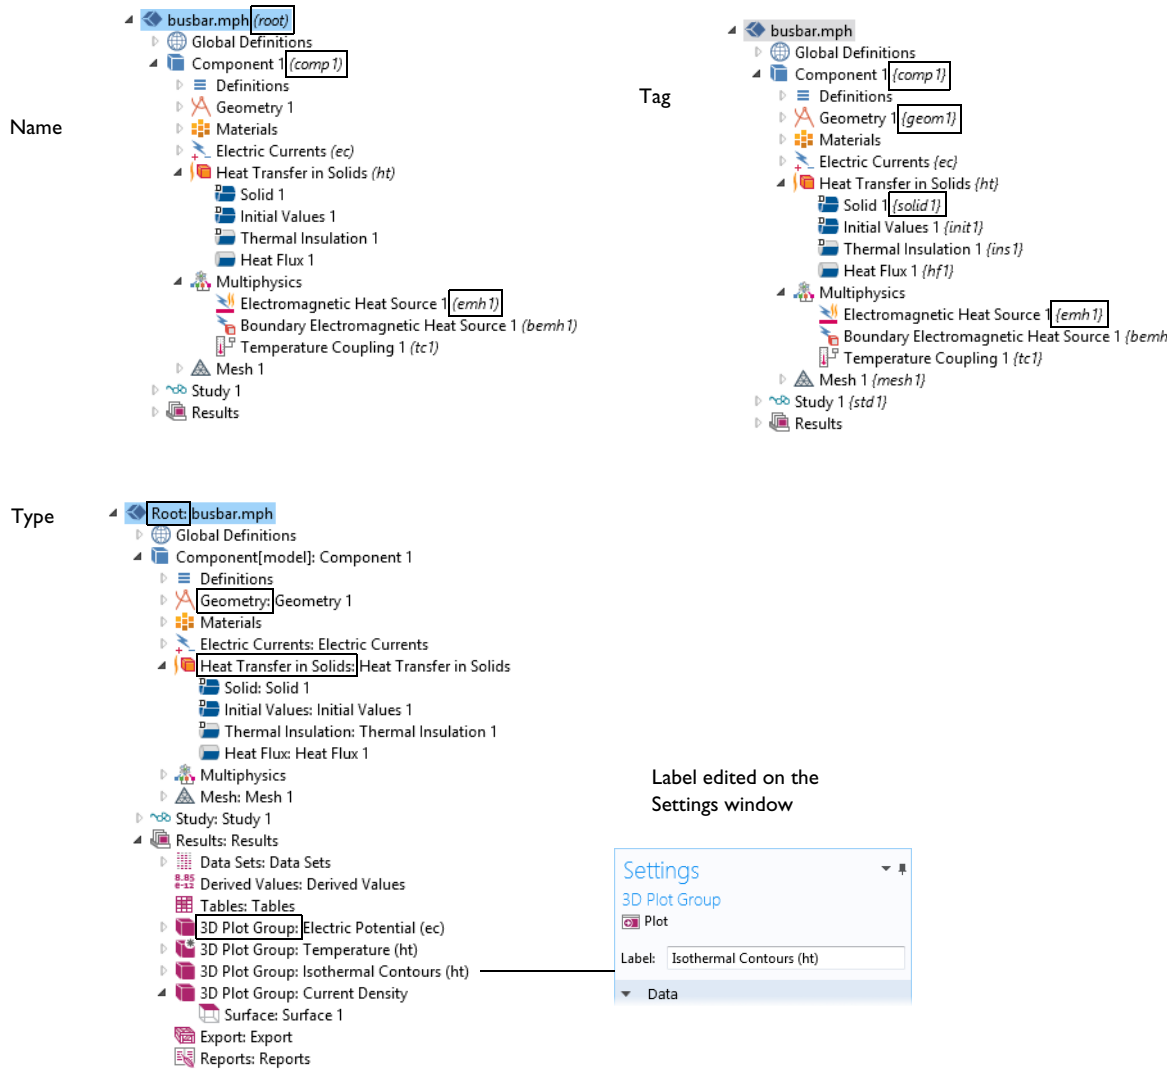 Name
busbar.mph (root)
Global Definitions
Component 1 (comp1)
Definitions
Geometry 1
Materials
Electric Currents (ec)
Heat Transfer in Solids (ht)
Solid 1
Initial Values 1
Thermal Insulation 1
Heat Flux 1
Multiphysics
Electromagnetic Heat Source 1 (emh1)
Boundary Electromagnetic Heat Source 1 (bemh1)
Temperature Coupling 1 (tc1)
Mesh 1
Study 1
Results
Tag
busbar.mph
Global Definitions
Component 1 {comp1}
Definitions
Geometry 1 {geom1}
Materials
Electric Currents {ec}
Heat Transfer in Solids {ht}
Solid 1 {solid1}
Initial Values 1 {init1}
Thermal Insulation 1 {ins1}
Heat Flux 1 {hf1}
Multiphysics
Electromagnetic Heat Source 1 {emh1}
Boundary Electromagnetic Heat Source 1 {bemh
Temperature Coupling 1 {tc1}
Mesh 1 {mesh1}
Study 1 {std1}
Results
Type
Root: busbar.mph
Global Definitions
Component[model]: Component 1
Definitions
Geometry: Geometry 1
Materials
Electric Currents: Electric Currents
Heat Transfer in Solids: Heat Transfer in Solids
Solid: Solid 1
Initial Values: Initial Values 1
Thermal Insulation: Thermal Insulation 1
Heat Flux: Heat Flux 1
Multiphysics
Mesh: Mesh 1
Study: Study 1
Results: Results
Data Sets: Data Sets
8.85
e-12
Derived Values: Derived Values
Tables: Tables
3D Plot Group: Electric Potential (ec)
3D Plot Group: Temperature (ht)
3D Plot Group: Isothermal Contours (ht)
3D Plot Group: Current Density
Surface: Surface 1
Export: Export
Reports: Reports
Label edited on the
Settings window
Settings
3D Plot Group
Plot
Label: Isothermal Contours (ht)
Data